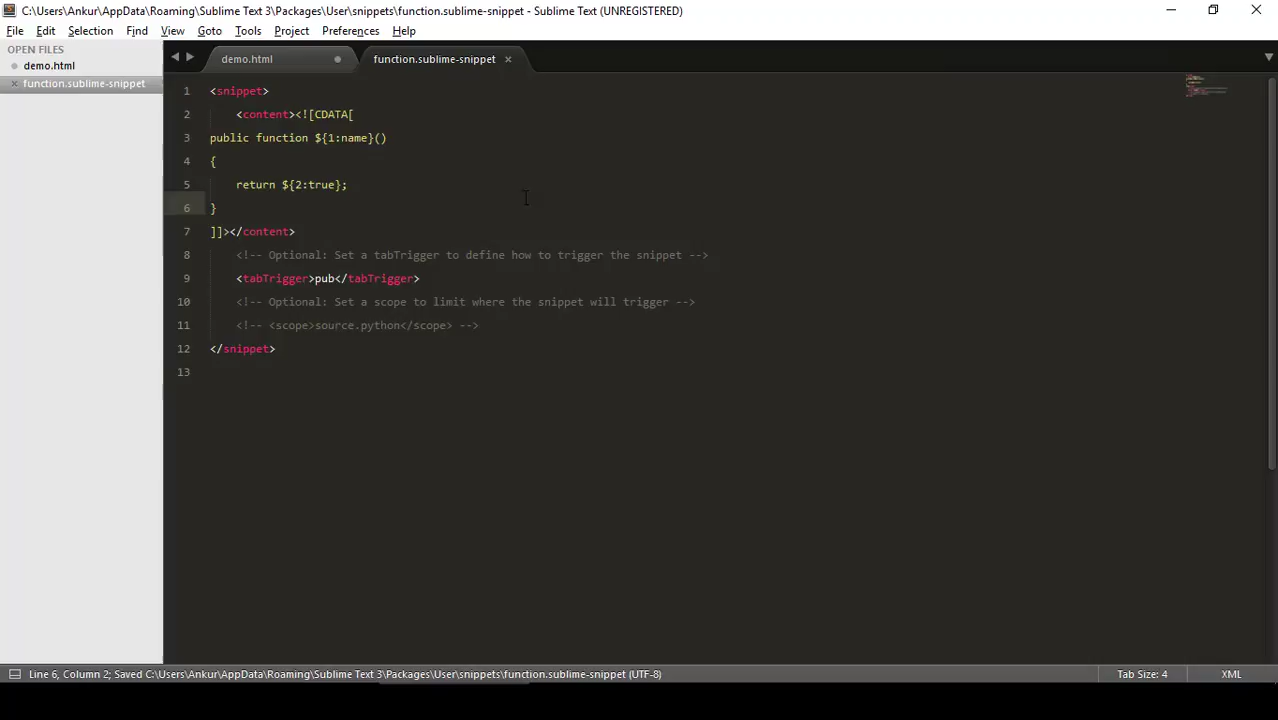 C:\Users\Ankur\AppData\Roaming\Sublime Text 3\Packages\User\snippets\function.sublime-snippet - Sublime Text (UNREGISTERED)
File Edit Selection Find View Goto Tools Project Preferences Help
OPEN FILES
demo.html
function.sublime-snippet
demo.html function.sublime-snippet
1 <snippet>
2 <content><![CDATA[
3 public function ${1:name}()
4 {
5 return ${2:true};
6 }
7 ]]></content>
8 <!-- Optional: Set a tabTrigger to define how to trigger the snippet -->
9 <tabTrigger>pub</tabTrigger>
10 <!-- Optional: Set a scope to limit where the snippet will trigger -->
11 <!-- <scope>source.python</scope> -->
12 </snippet>
13
Line 6, Column 2; Saved C:\Users\Ankur\AppData\Roaming\Sublime Text 3\Packages\User\snippets\function.sublime-snippet (UTF-8) Tab Size: 4 XML